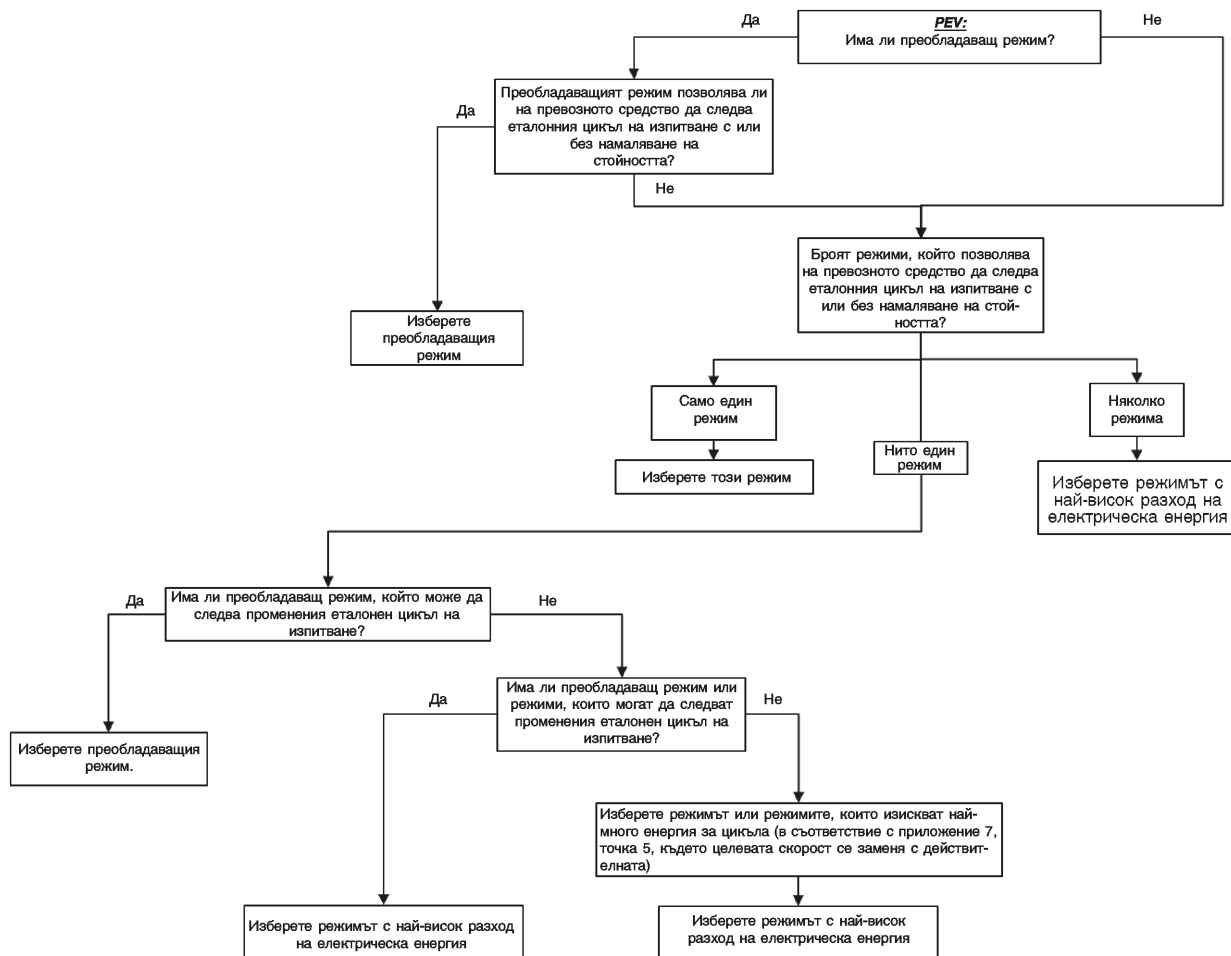 Да
PEV:
Има ли преобладаващ режим?
Не
Да
Преобладаващият режим позволява ли
на превозното средство да следва
еталонния цикъл на изпитване с или
без намаляване на
стойността?
Не
Броят режими, който позволява
на превозното средство да следва
еталонния цикъл на изпитване с
или без намаляване на стой-
ността?
Изберете
преобладаващия
режим
Само един
режим
Няколко
режима
Нито един
режим
Изберете този режим
Изберете режимът с
най-висок разход на
електрическа енергия
Да
Има ли преобладаващ режим, който може да
следва променения еталонен цикъл на
изпитване?
Не
Да
Има ли преобладаващ режим или
режими, които могат да следват
променения еталонен цикъл на
изпитване?
Не
Изберете преобладаващия
режим.
Изберете режимът или режимите, които изискват най-
много енергия за цикъла (в съответствие с приложение 7,
точка 5, където целевата скорост се заменя с действит-
елната)
Изберете режимът с най-висок разход
на електрическа енергия
Изберете режимът с най-висок
разход на електрическа енергия